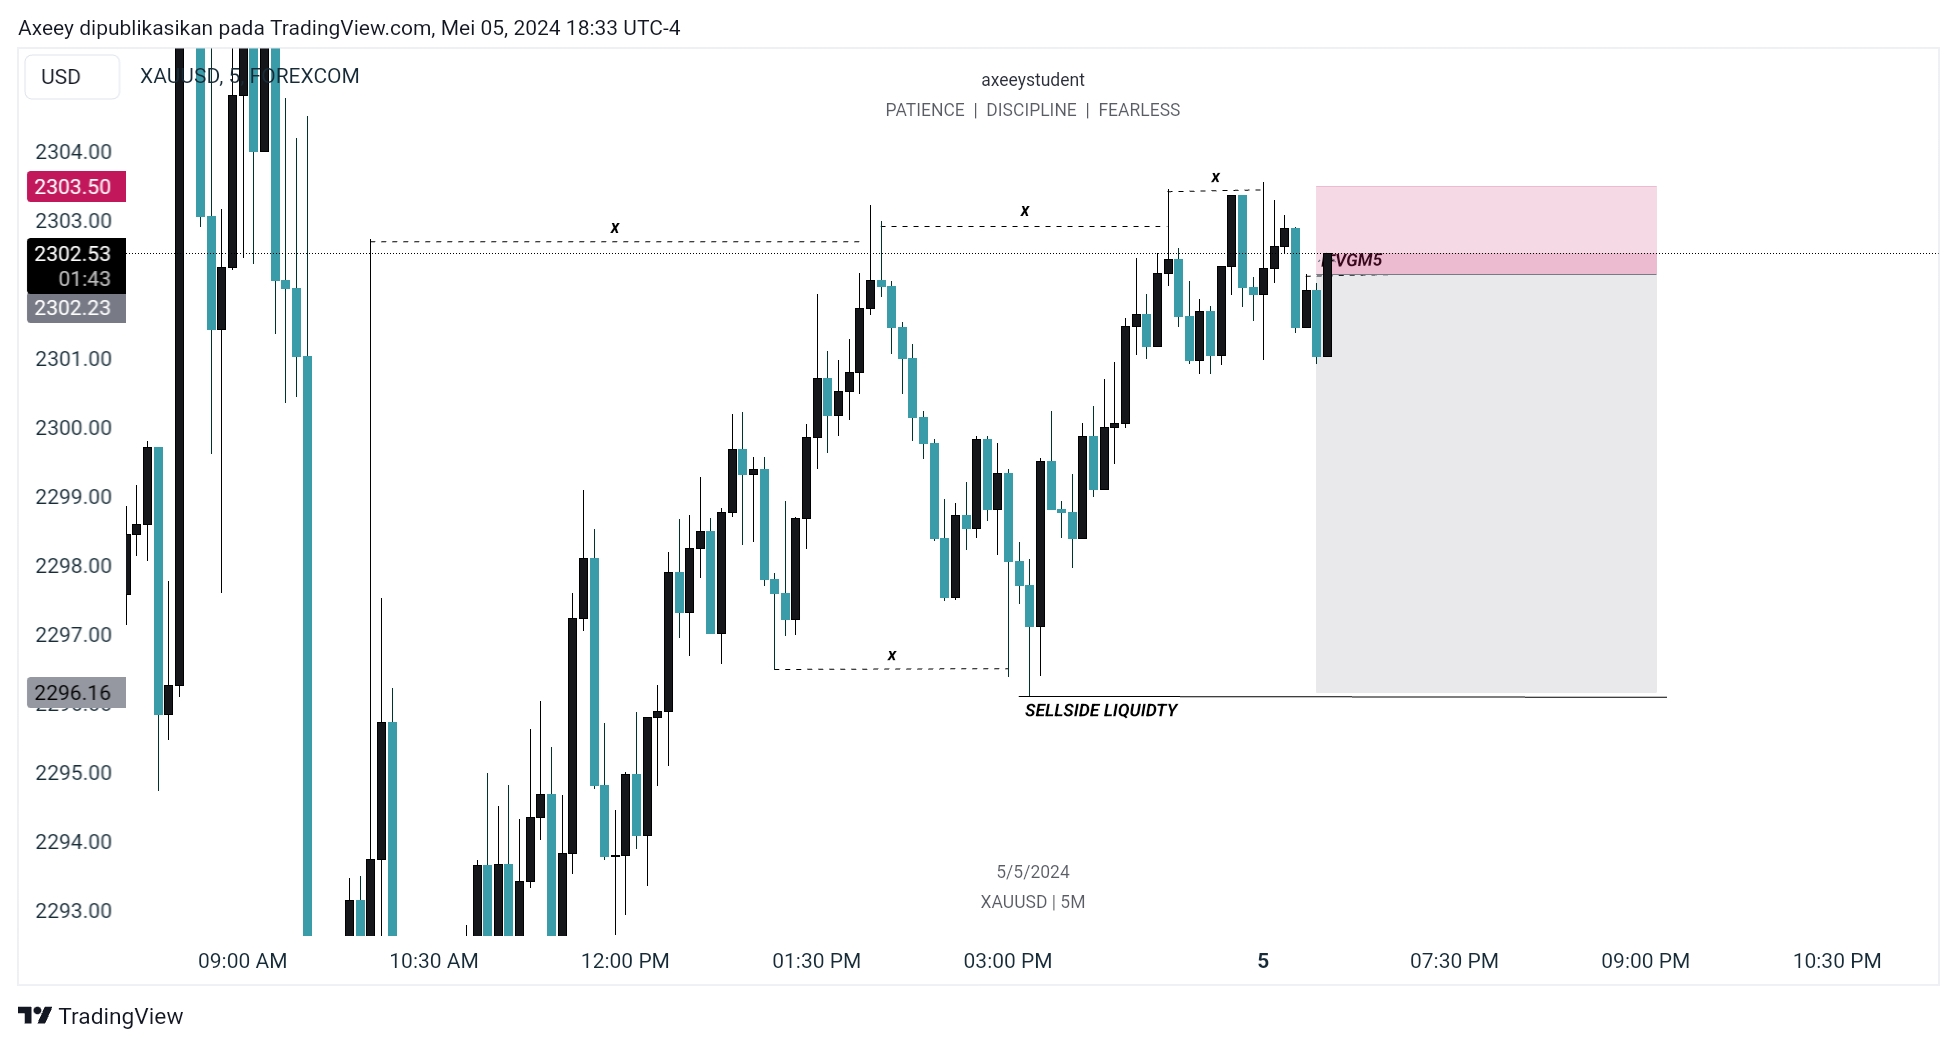 Axeey dipublikasikan pada TradingView.com, Mei 05, 2024 18:33 UTC-4
USD
XAUUSD, 5, FOREXCOM
axeeystudent
PATIENCE | DISCIPLINE | FEARLESS
2304.00
2303.50
2303.00
2302.53
01:43
2302.23
2301.00
2300.00
2299.00
2298.00
2297.00
2296.16
2295.00
2294.00
2293.00
x
x
x
x
SELLSIDE LIQUIDTY
5/5/2024
XAUUSD | 5M
09:00 AM
10:30 AM
12:00 PM
01:30 PM
03:00 PM
5
07:30 PM
09:00 PM
10:30 PM
TradingView